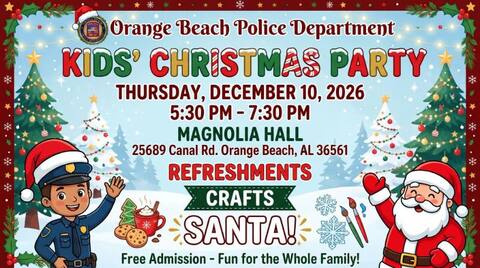 Orange Beach Police Department
KIDS' CHRISTMAS PARTY
THURSDAY, DECEMBER 10, 2026
5:30 PM – 7:30 PM
MAGNOLIA HALL
25689 Canal Rd. Orange Beach, AL 36561
REFRESHMENTS
CRAFTS
SANTA!
Free Admission - Fun for the Whole Family!